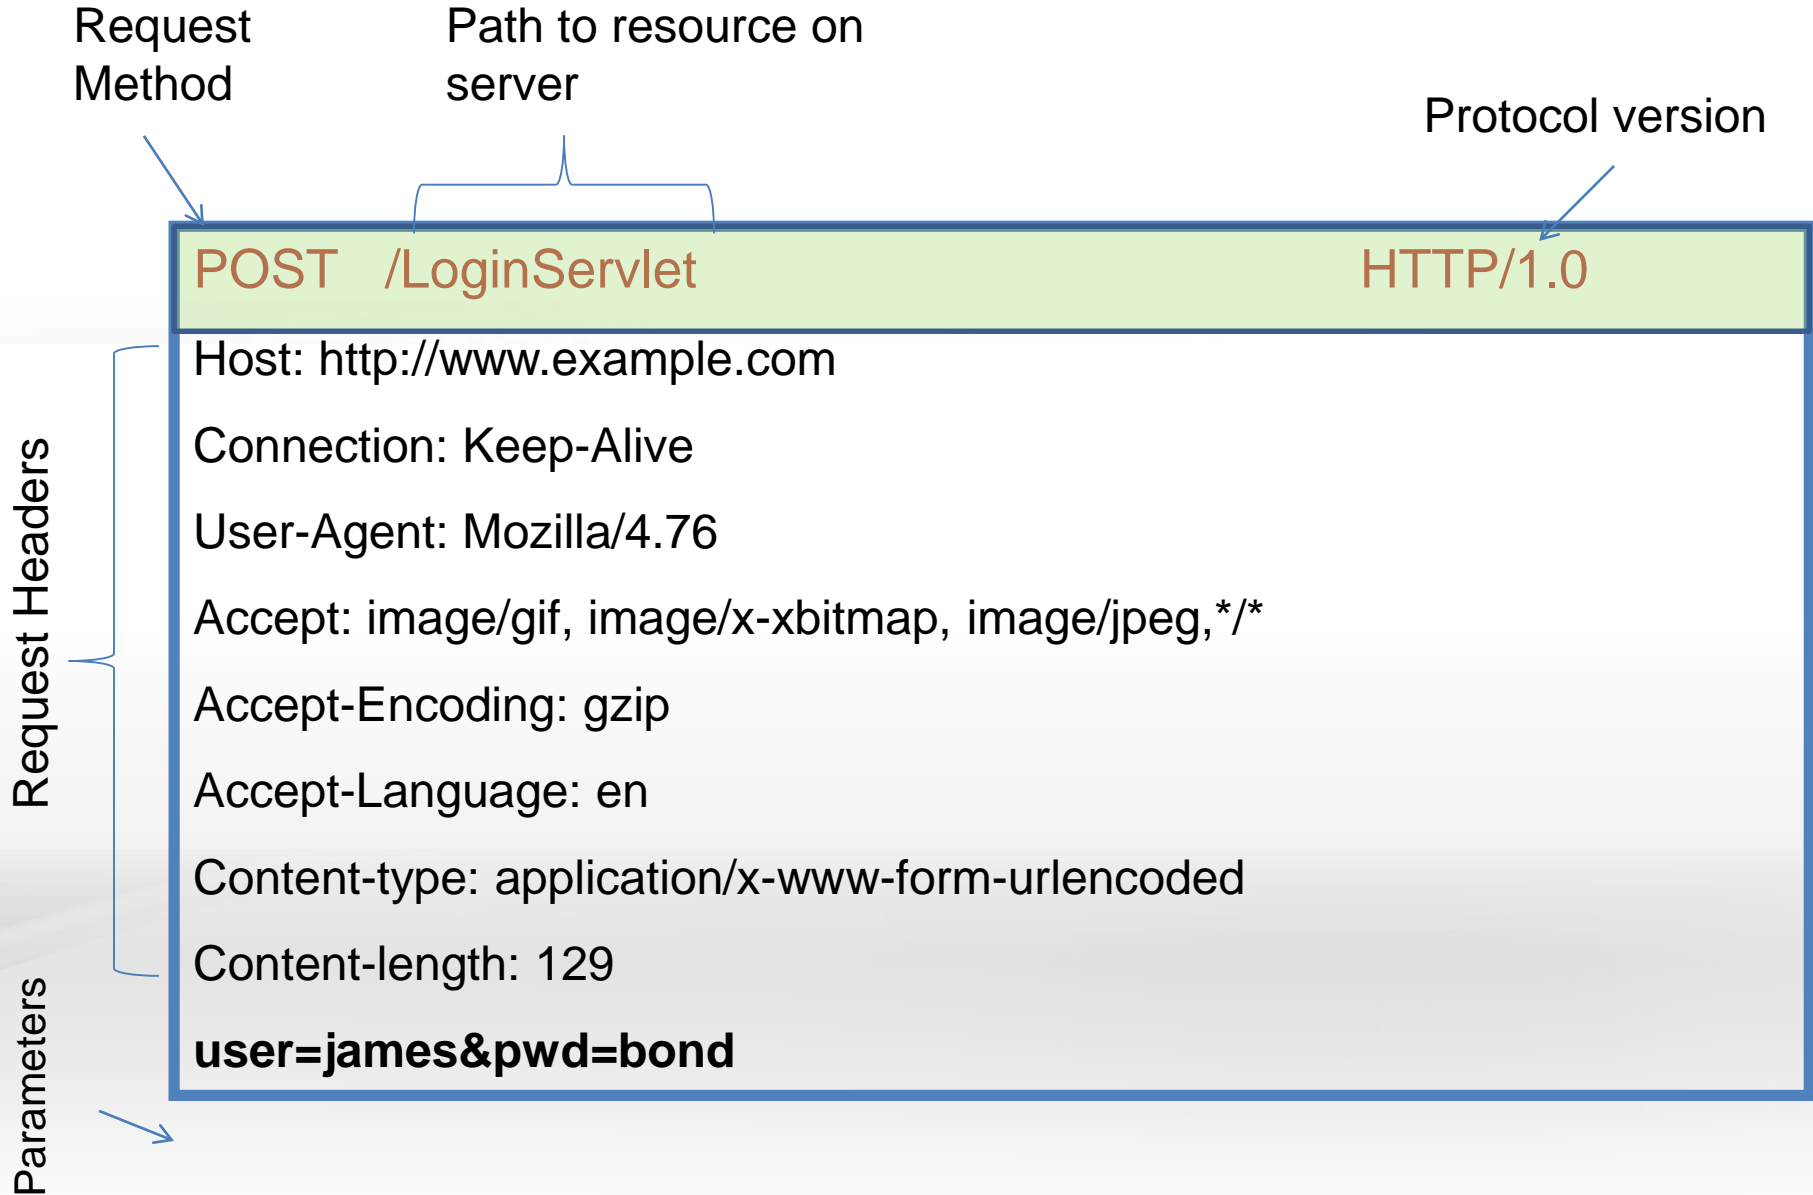 Request
Method
Path to resource on
server
Protocol version
POST /LoginServlet HTTP/1.0
Request Headers
Host: http://www.example.com
Connection: Keep-Alive
User-Agent: Mozilla/4.76
Accept: image/gif, image/x-xbitmap, image/jpeg,*/*
Accept-Encoding: gzip
Accept-Language: en
Content-type: application/x-www-form-urlencoded
Content-length: 129
Parameters
user=james&pwd=bond